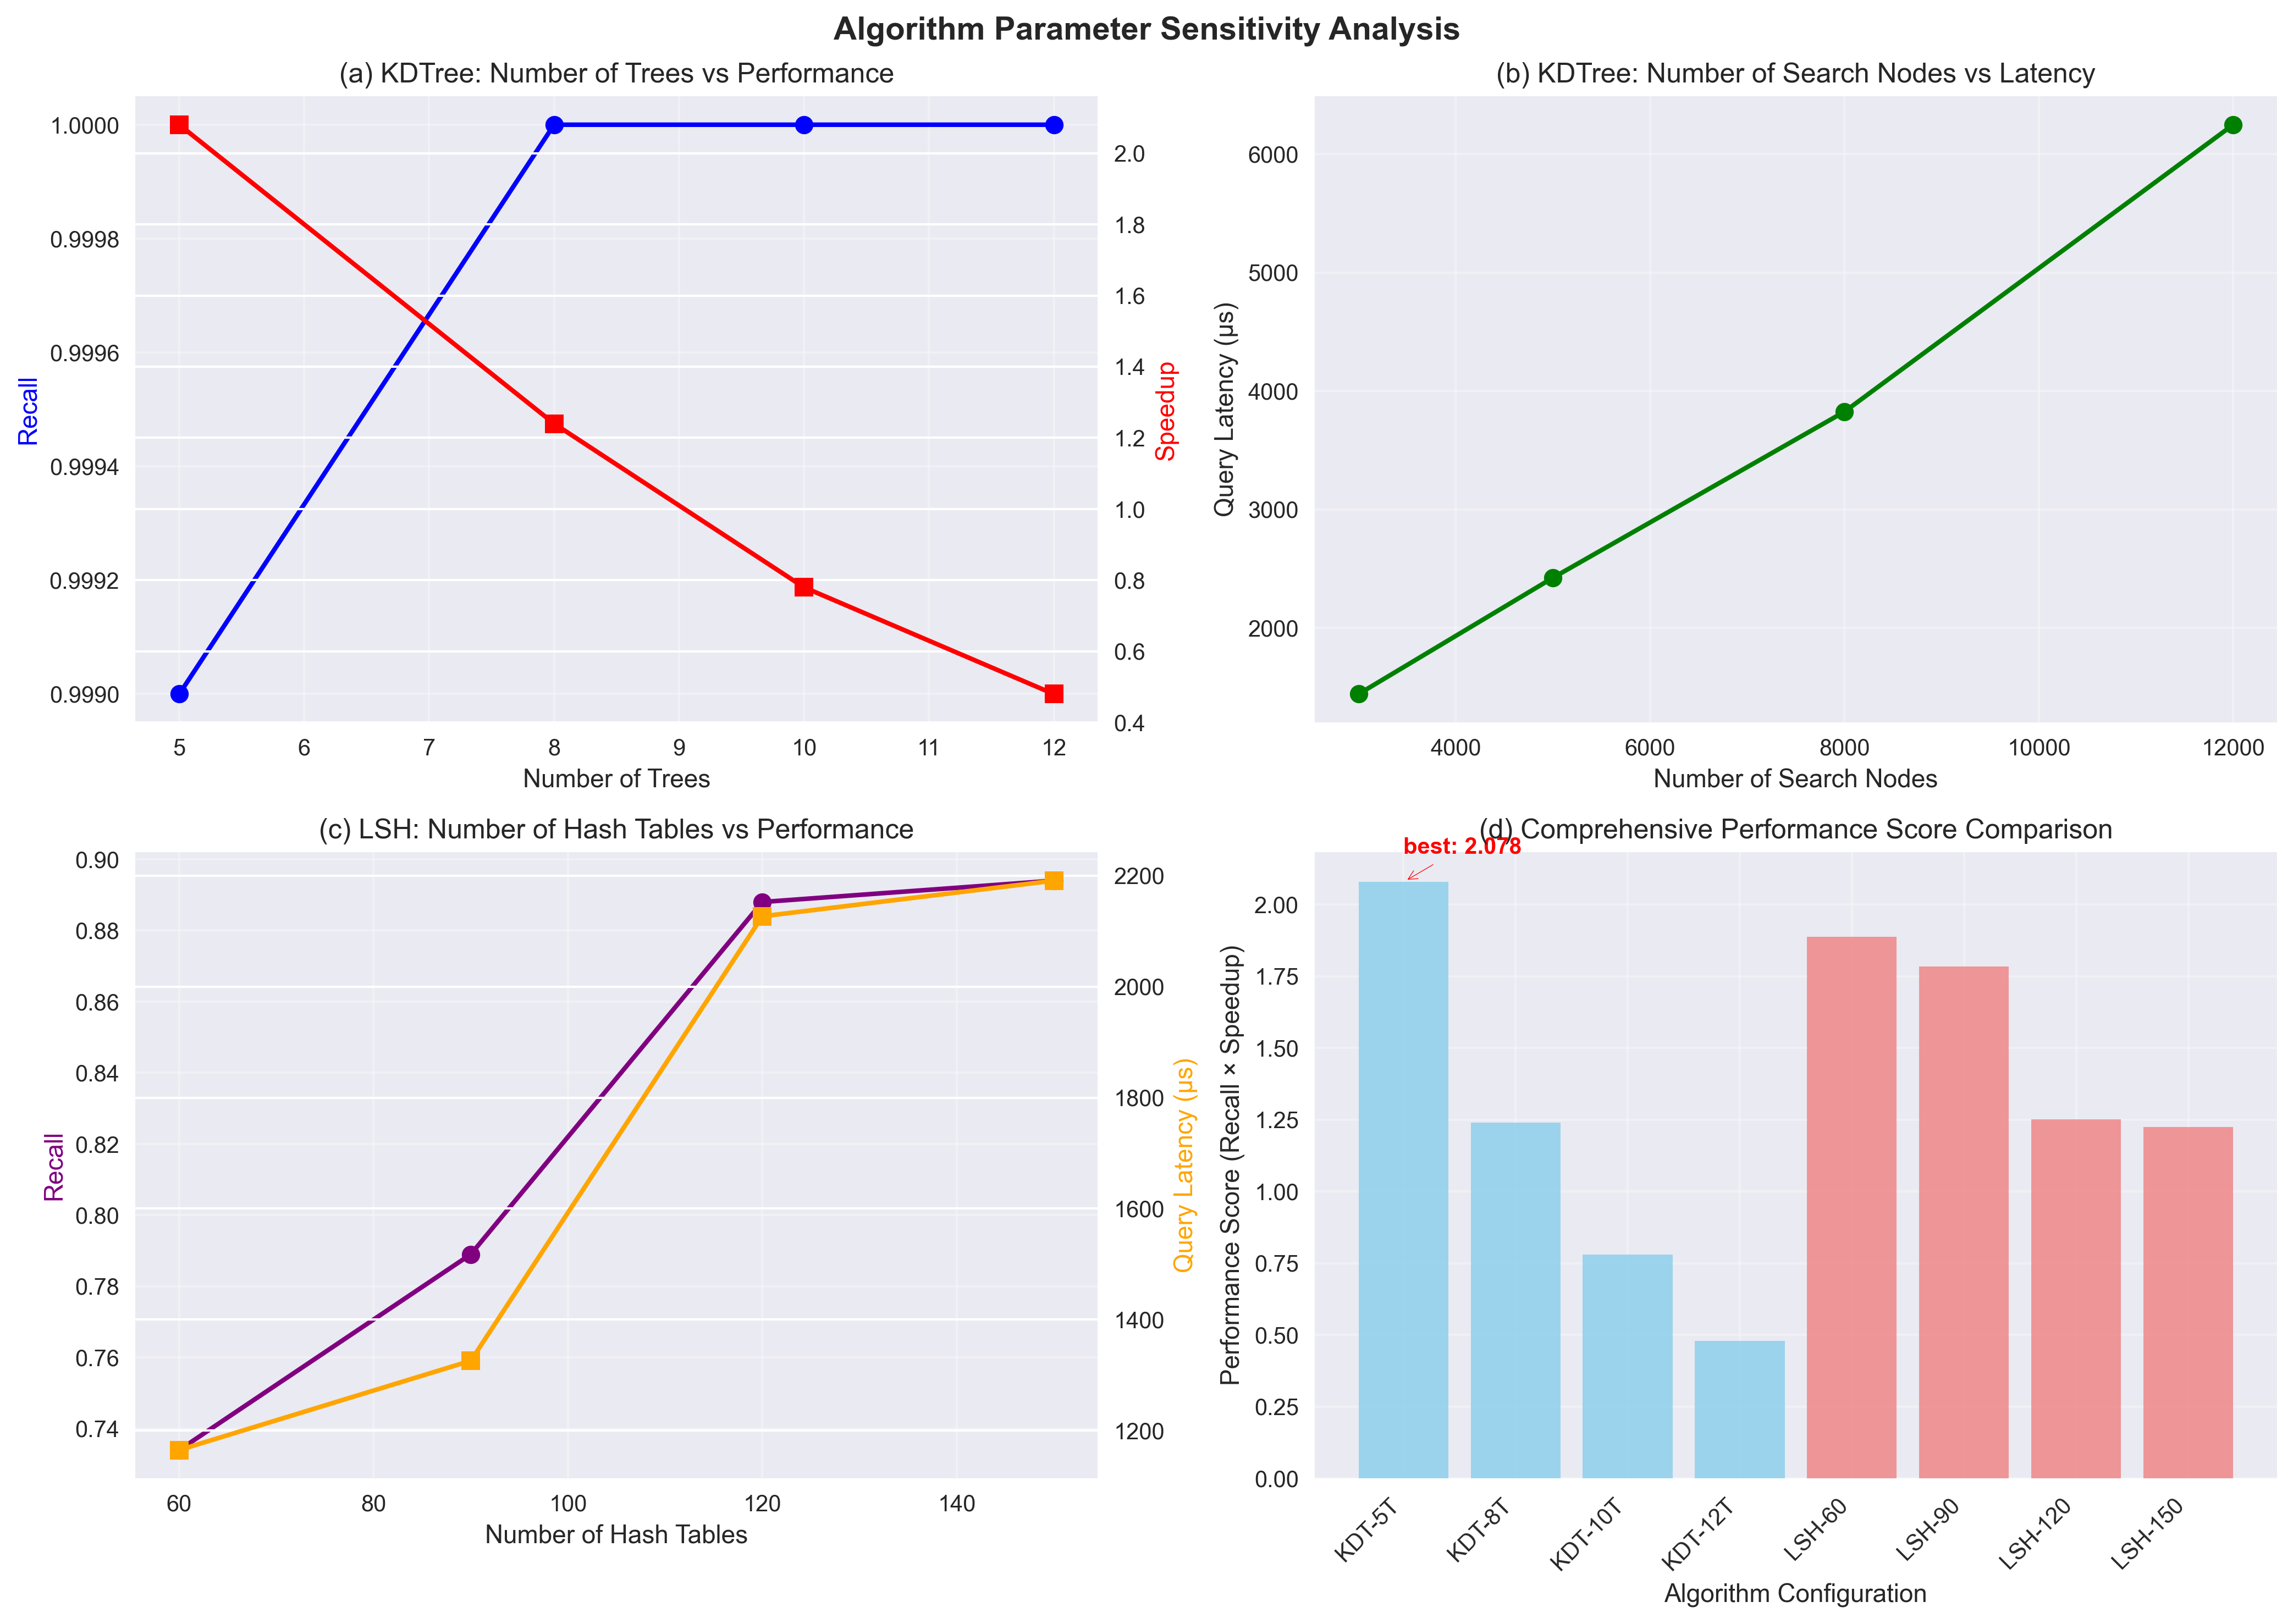 Algorithm Parameter Sensitivity Analysis
(a) KDTree: Number of Trees vs Performance
1.0000
0.9998
0.9996
0.9994
0.9992
0.9990
Recall
2.0
1.8
1.6
1.4
1.2
1.0
0.8
0.6
0.4
Speedup
5 6 7 8 9 10 11 12
Number of Trees
(b) KDTree: Number of Search Nodes vs Latency
6000
5000
4000
3000
2000
Query Latency (μs)
4000 6000 8000 10000 12000
Number of Search Nodes
(c) LSH: Number of Hash Tables vs Performance
0.90
0.88
0.86
0.84
0.82
0.80
0.78
0.76
0.74
Recall
2200
2000
1800
1600
1400
1200
Query Latency (μs)
60 80 100 120 140
Number of Hash Tables
(d) Comprehensive Performance Score Comparison
best: 2.078
2.00
1.75
1.50
1.25
1.00
0.75
0.50
0.25
0.00
Performance Score (Recall × Speedup)
KDT-5T KDT-8T KDT-10T KDT-12T LSH-60 LSH-90 LSH-120 LSH-150
Algorithm Configuration